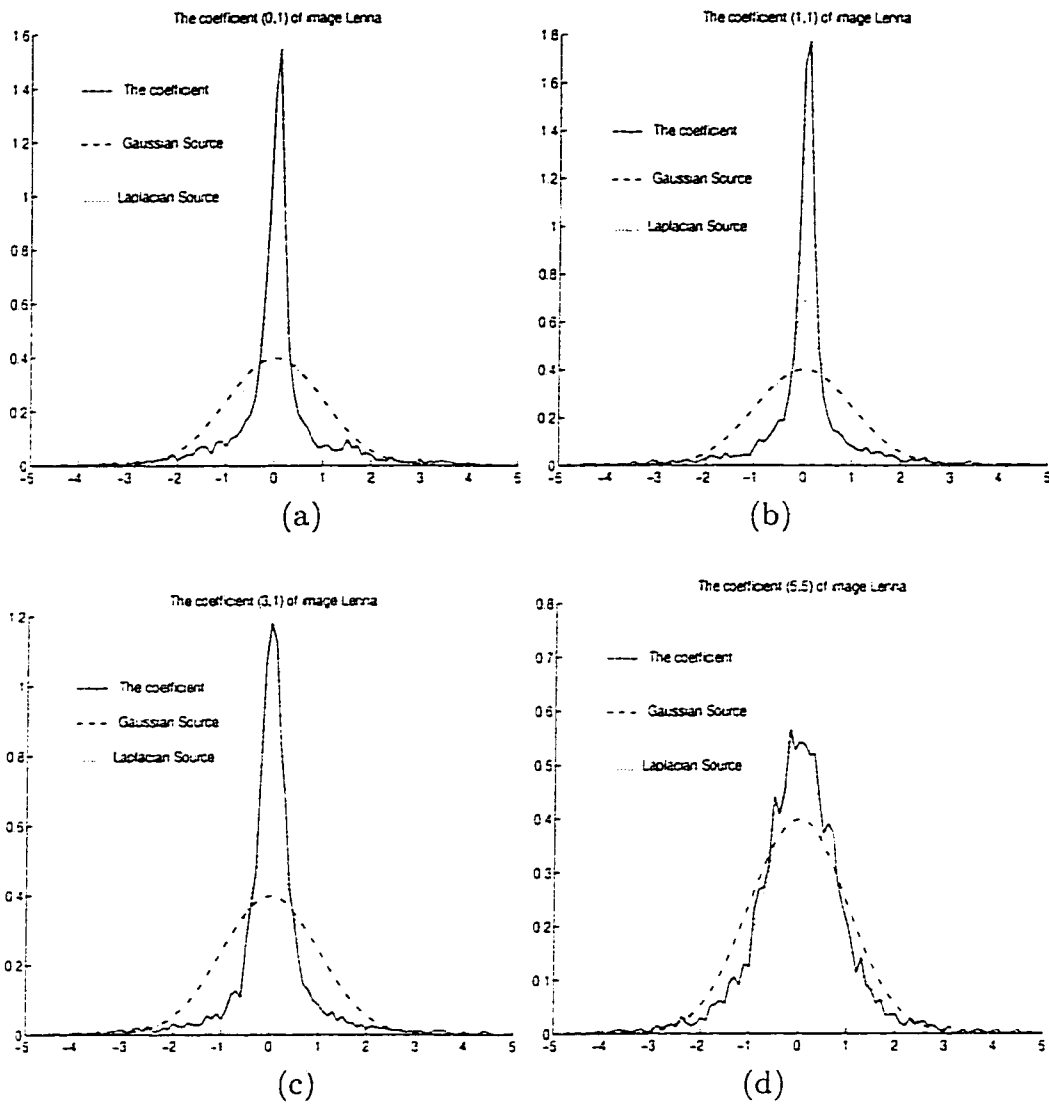 The coefficient (0,1) of image Lenna
1.6
1.4
1.2
1
0.8
0.6
0.4
0.2
0
The coefficient
Gaussian Source
Laplacian Source
-5 -4 -3 -2 -1 0 1 2 3 4 5
(a)
The coefficient (1,1) of image Lenna
1.8
1.6
1.4
1.2
1
0.8
0.6
0.4
0.2
0
The coefficient
Gaussian Source
Laplacian Source
-5 -4 -3 -2 -1 0 1 2 3 4 5
(b)
The coefficient (3,1) of image Lenna
1.2
1
0.8
0.6
0.4
0.2
0
The coefficient
Gaussian Source
Laplacian Source
-5 -4 -3 -2 -1 0 1 2 3 4 5
(c)
The coefficient (5,5) of image Lenna
0.8
0.7
0.6
0.5
0.4
0.3
0.2
0.1
0
The coefficient
Gaussian Source
Laplacian Source
-5 -4 -3 -2 -1 0 1 2 3 4 5
(d)